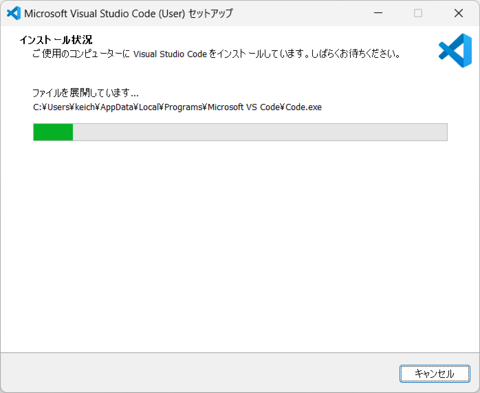 Microsoft Visual Studio Code (User) セットアップ
インストール状況
ご使用のコンピューターに Visual Studio Code をインストールしています。しばらくお待ちください。
ファイルを展開しています...
C:¥Users¥keich¥AppData¥Local¥Programs¥Microsoft VS Code¥Code.exe
キャンセル